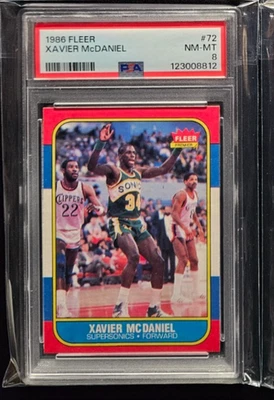 1986 FLEER #72
XAVIER McDANIEL NM-MT
8
PSA 123008812
FLEER
PREMIER
CLIPPERS
22
SONICS
34
XAVIER MCDANIEL
SUPERSONICS • FORWARD